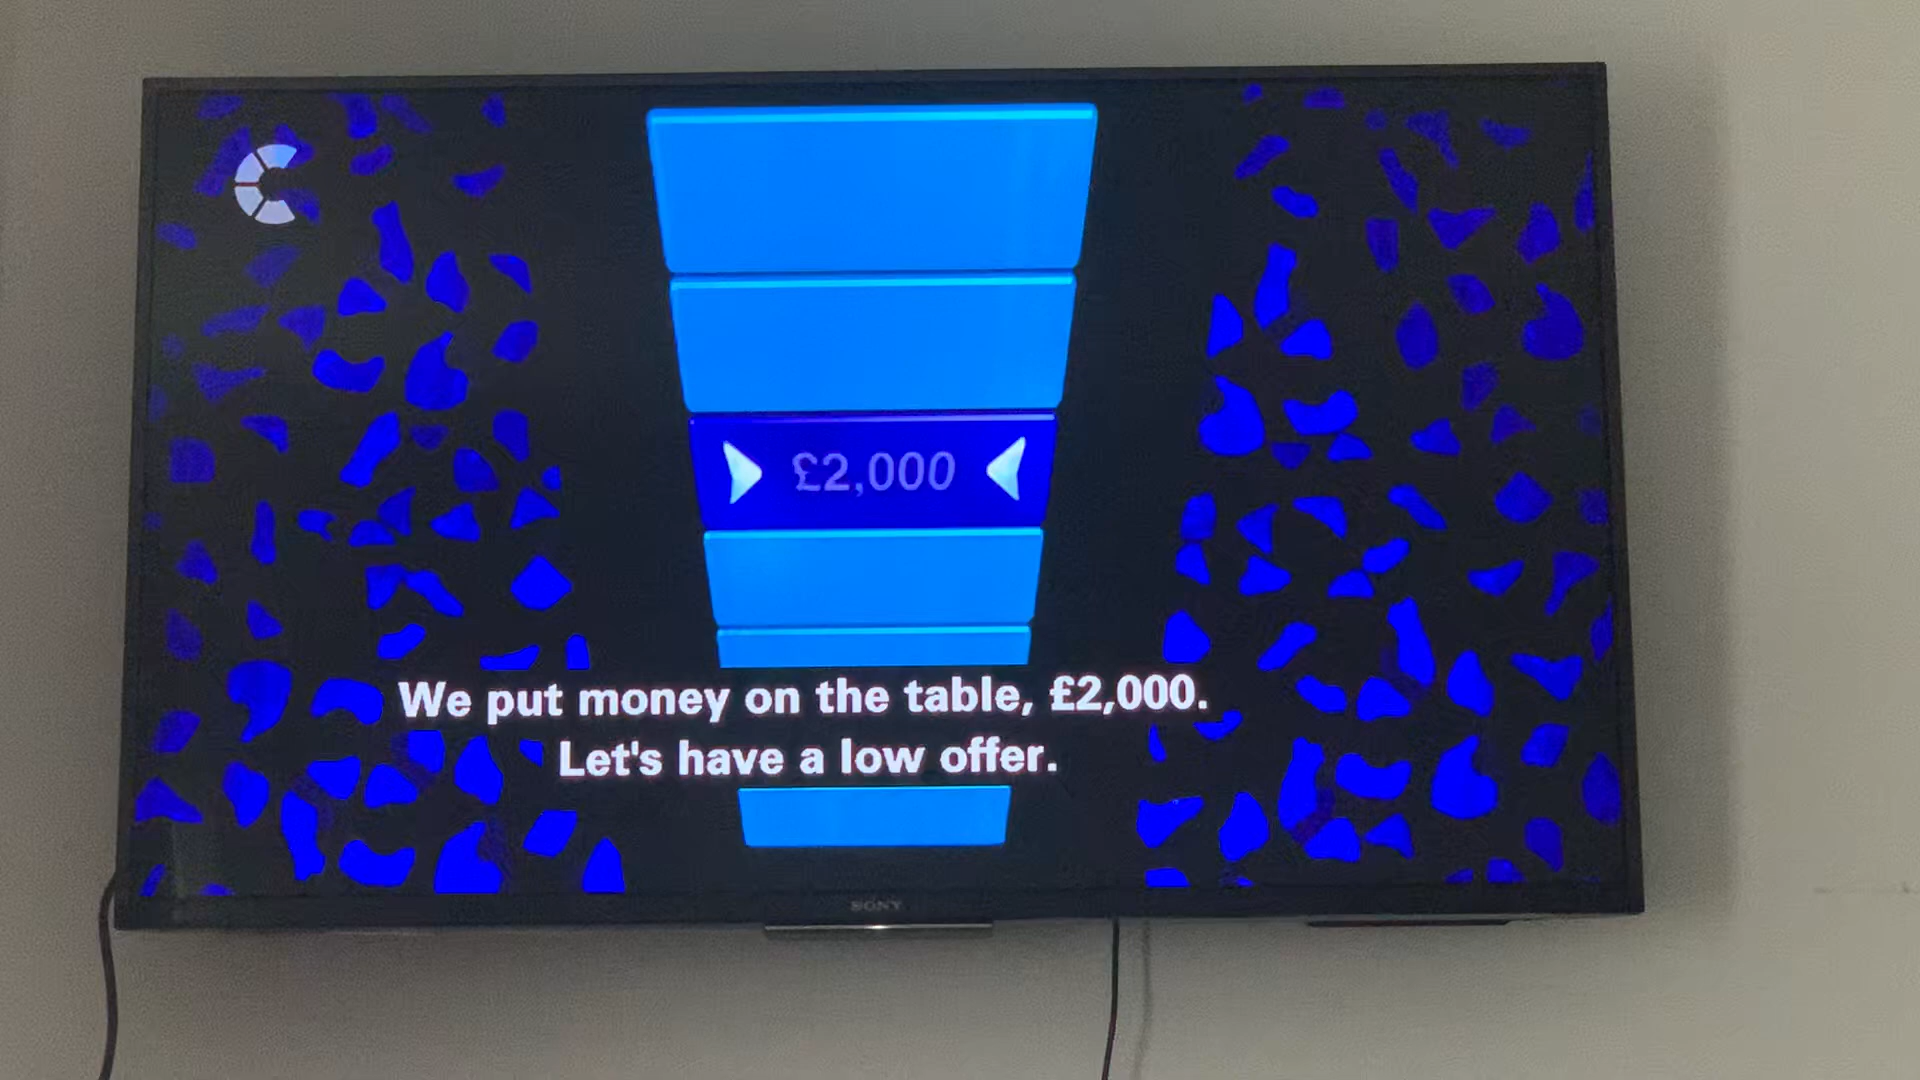 £2,000
We put money on the table, £2,000.
Let's have a low offer.
SONY